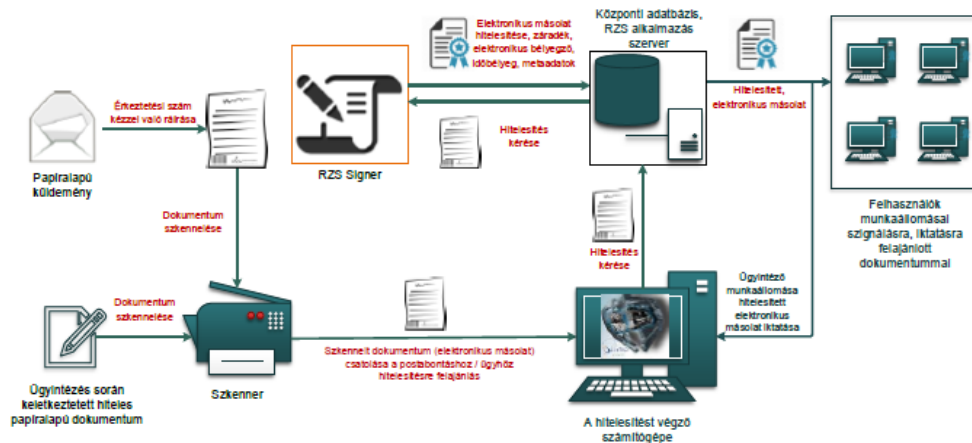 Elektronikus másolat
hitelesítése, záradék,
elektronikus bélyegző,
időbélyeg, metaadatok
Központi adatbázis,
RZS alkalmazás
szerver
Hitelesített,
elektronikus másolat
Érkeztetési szám
kézzel való ráírása
Hitelesítés
kérése
Papíralapú
küldemény
RZS Signer
Felhasználók
munkaállomásai
szignálásra, iktatásra
felajánlott
dokumentummal
Dokumentum
szkennelése
Hitelesítés
kérése
Ügyintéző
munkaállomása
hitelesített
elektronikus
másolat iktatása
Dokumentum
szkennelése
Szkennelt dokumentum (elektronikus másolat)
csatolása a postabontáshoz / ügyhöz
hitelesítésre felajánlás
Ügyintézés során
keletkeztetett hiteles
papíralapú dokumentum
Szkenner
A hitelesítést végző
számítógépe